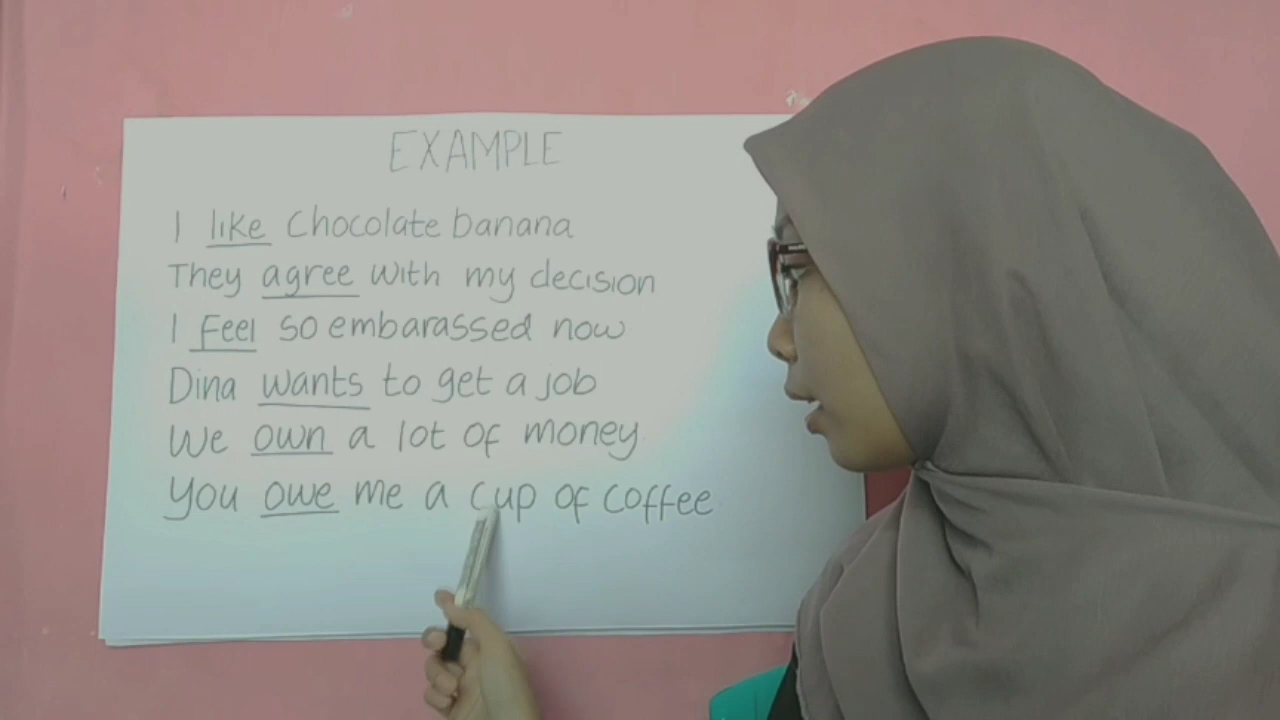 EXAMPLE
I like Chocolate banana
They agree with my decision
I Feel so embarassed now
Dina wants to get a job
We own a lot of money
You owe me a cup of coffee